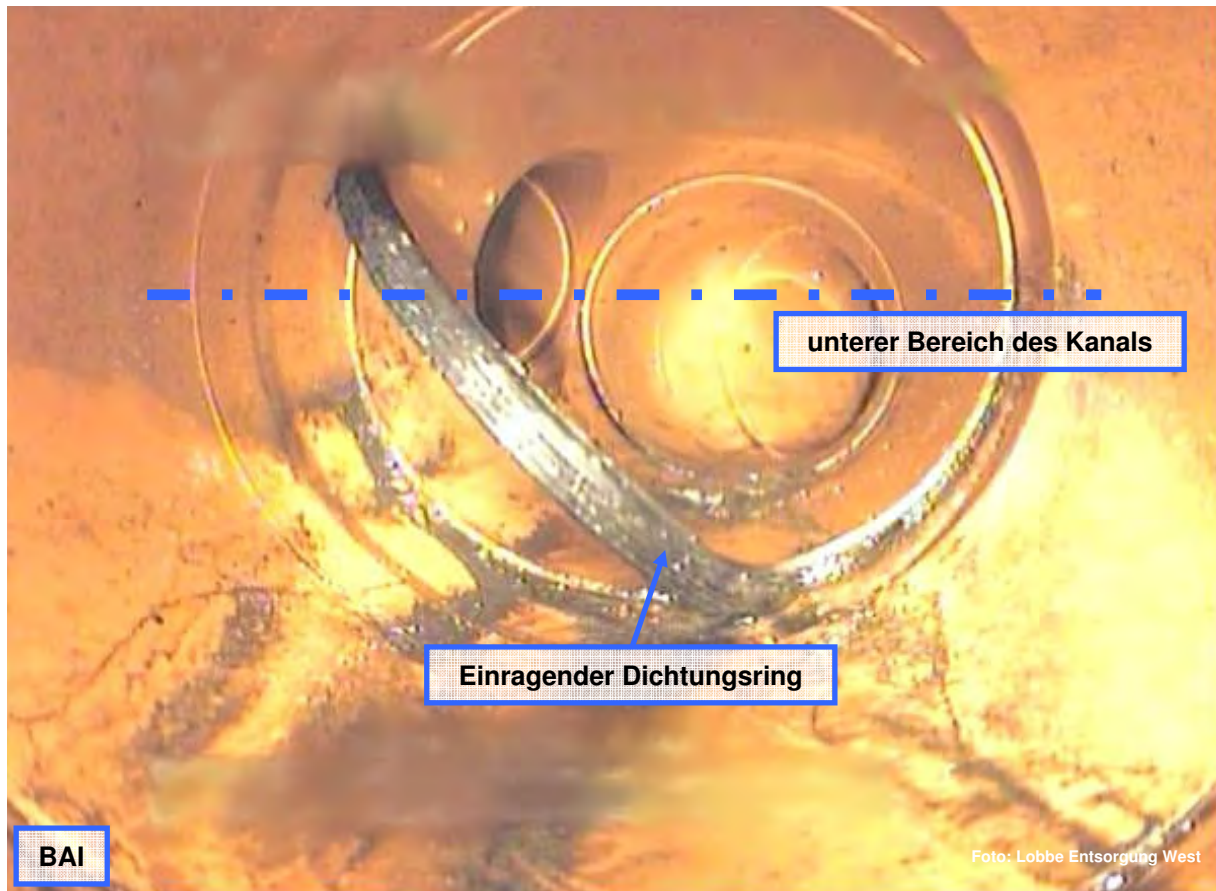 unterer Bereich des Kanals
Einragender Dichtungsring
BAI
Foto: Lobbe Entsorgung West